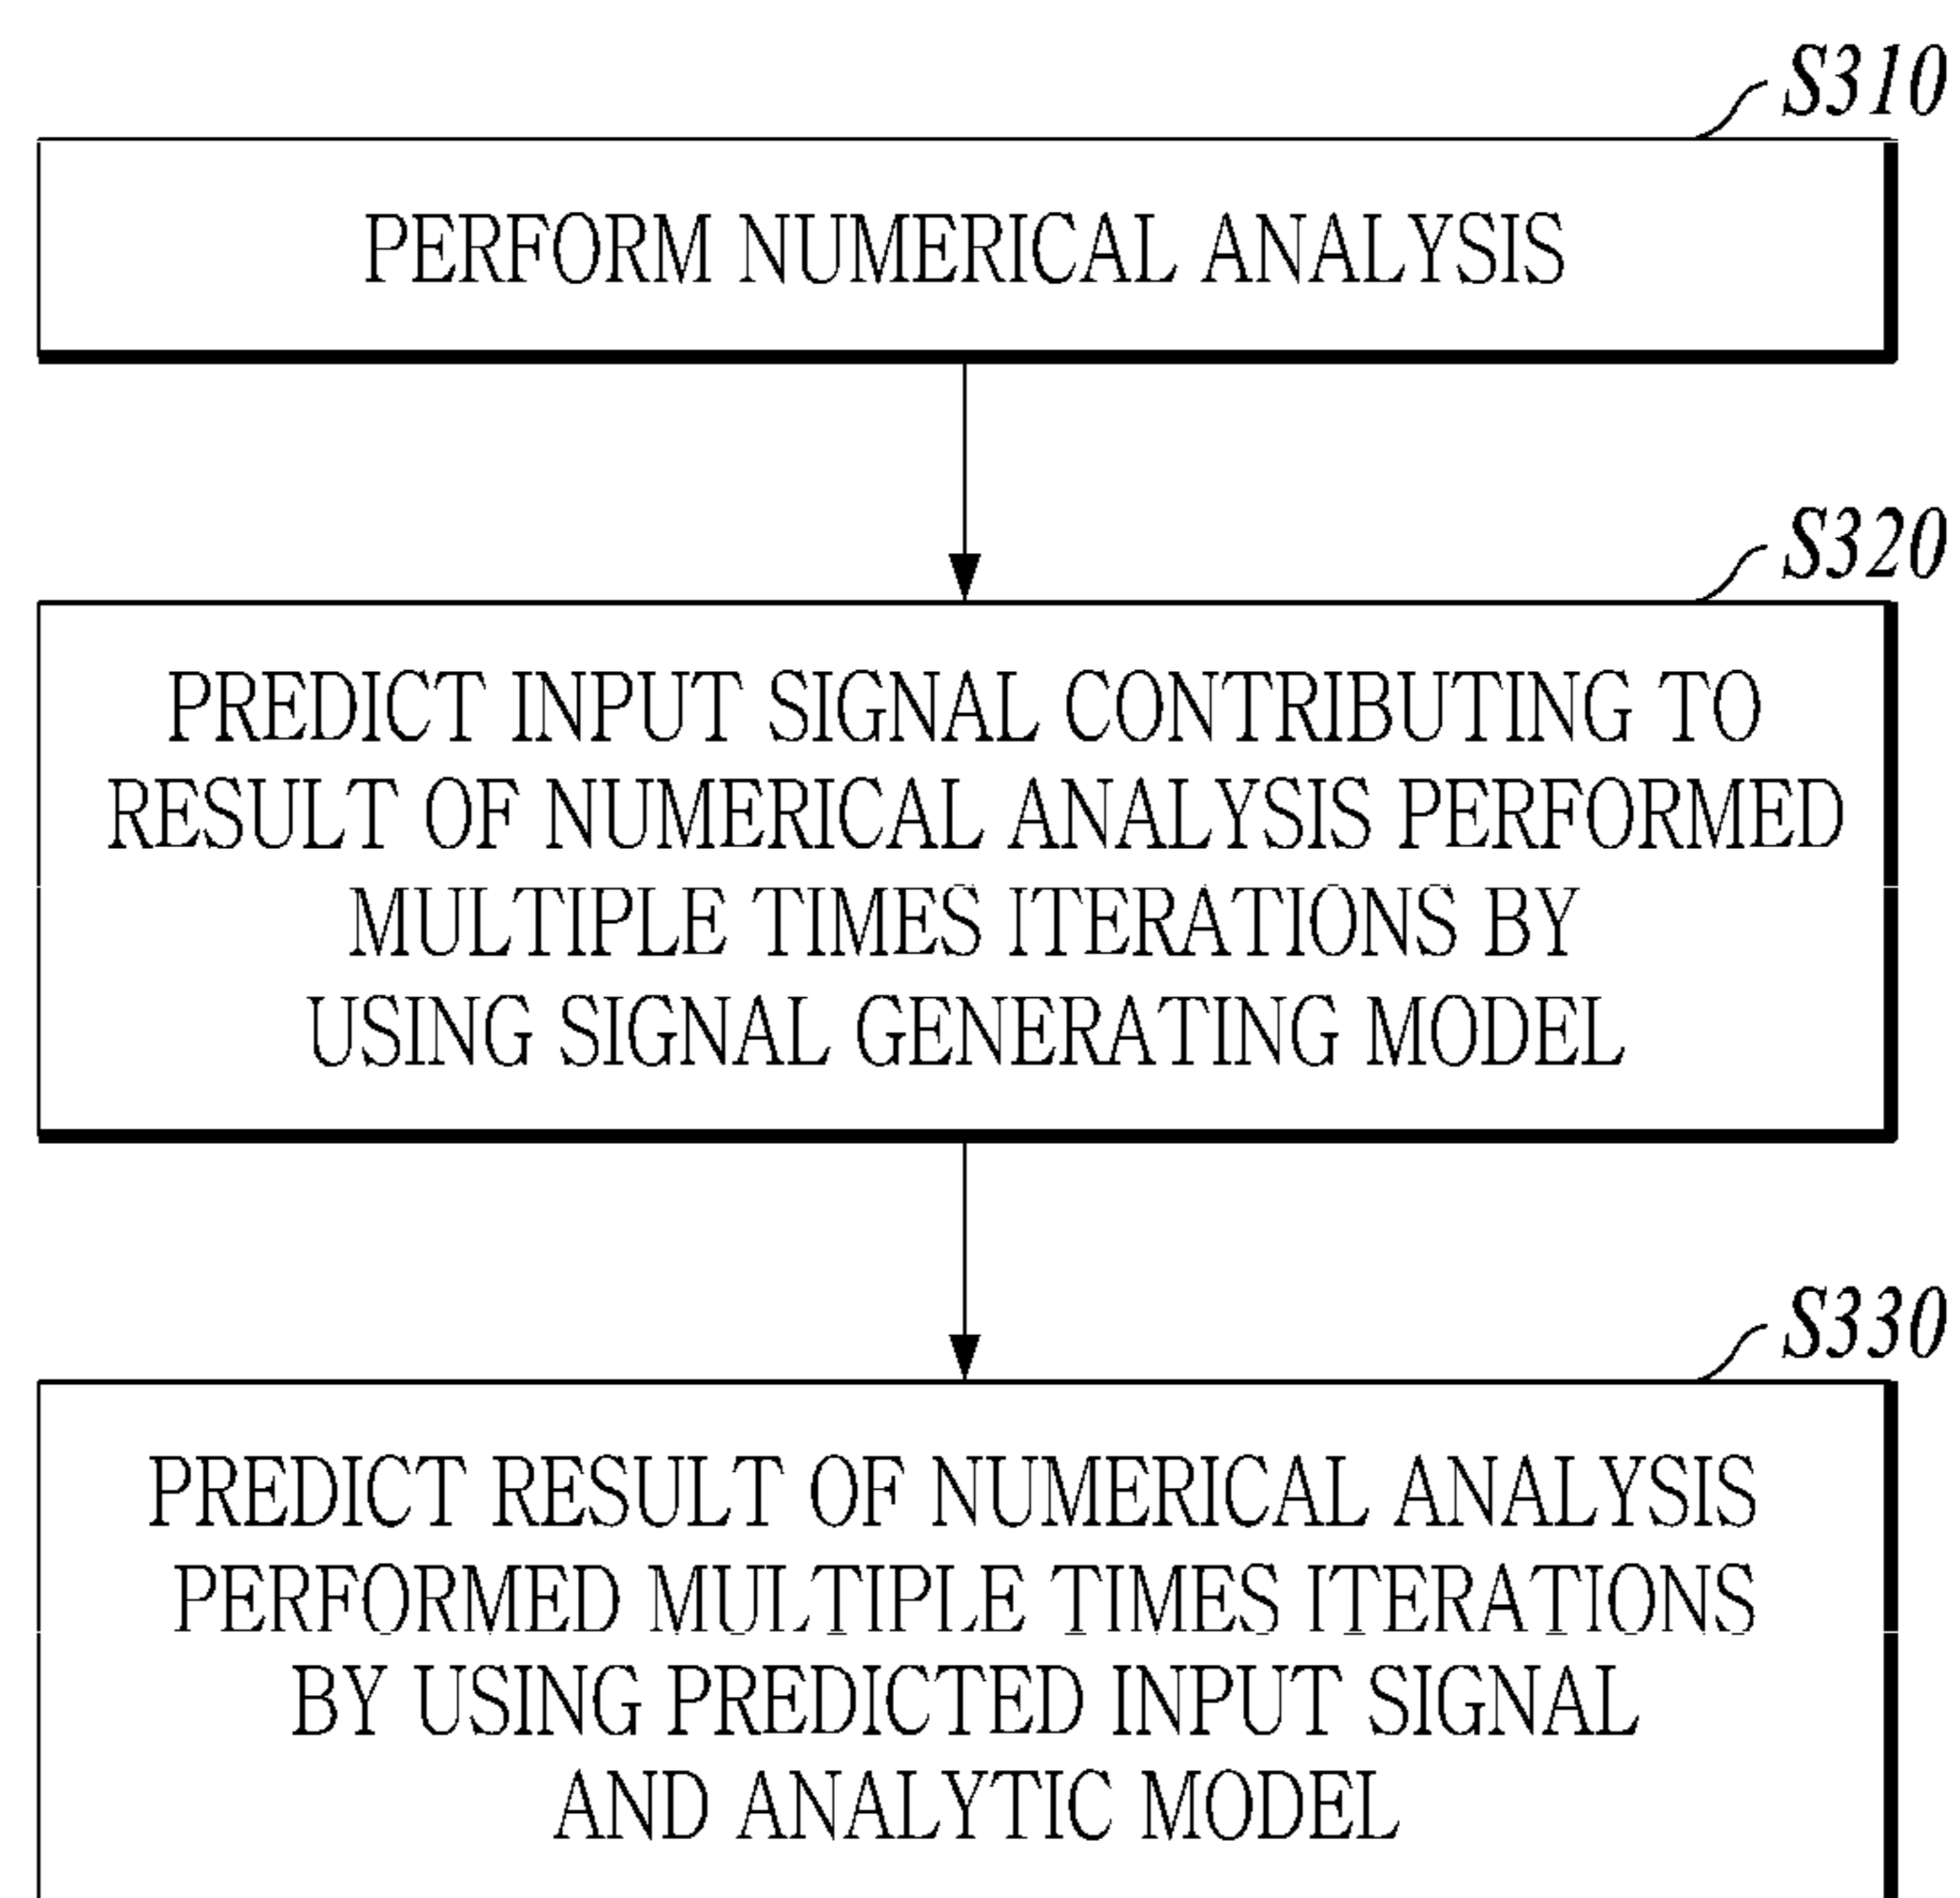 S310
PERFORM NUMERICAL ANALYSIS
S320
PREDICT INPUT SIGNAL CONTRIBUTING TO
RESULT OF NUMERICAL ANALYSIS PERFORMED
MULTIPLE TIMES ITERATIONS BY
USING SIGNAL GENERATING MODEL
S330
PREDICT RESULT OF NUMERICAL ANALYSIS
PERFORMED MULTIPLE TIMES ITERATIONS
BY USING PREDICTED INPUT SIGNAL
AND ANALYTIC MODEL